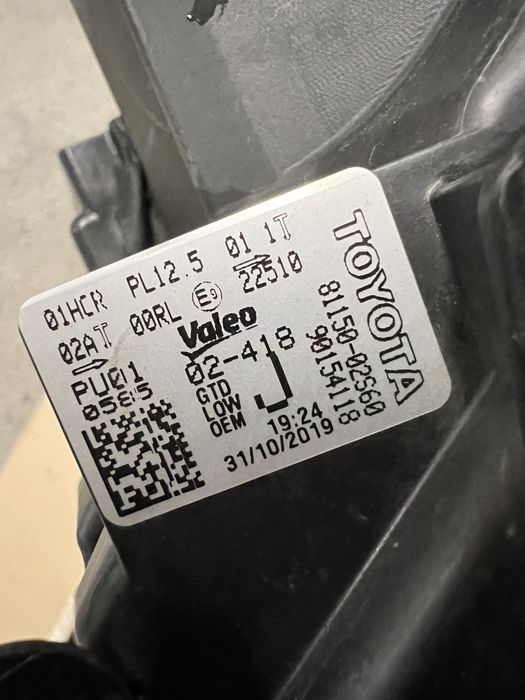 01HCR PL12.5 01 1T
02AT 00RL E9 22510
PU01
0585
Valeo
02-418
GTD
LOW
OEM
J
19:24
31/10/2019
TOYOTA
81150-02S60
90154118